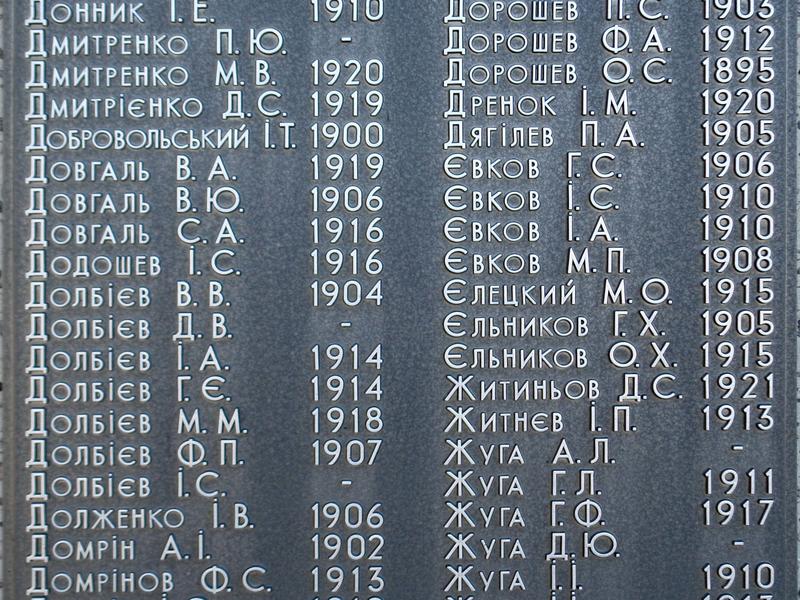 Донник І. Е. 1910
Дмитренко П. Ю. -
Дмитренко М. В. 1920
Дмитрієнко Д. С. 1919
Добровольський І. Т. 1900
Довгаль В. А. 1919
Довгаль В. Ю. 1906
Довгаль С. А. 1916
Додошев І. С. 1916
Долбієв В. В. 1904
Долбієв Д. В. -
Долбієв І. А. 1914
Долбієв Г. Є. 1914
Долбієв М. М. 1918
Долбієв Ф. П. 1907
Долбієв І. С. -
Долженко І. В. 1906
Домрін А. І. 1902
Домрінов Ф. С. 1913
Дорошев П. С. 1903
Дорошев Ф. А. 1912
Дорошев О. С. 1895
Дренок І. М. 1920
Дягілев П. А. 1905
Євков Г. С. 1906
Євков І. С. 1910
Євков І. А. 1910
Євков М. П. 1908
Єлецкий М. О. 1915
Єльников Г. Х. 1905
Єльников О. Х. 1915
Житиньов Д. С. 1921
Житнєв І. П. 1913
Жуга А. Л. -
Жуга Г. Л. 1911
Жуга Г. Ф. 1917
Жуга Д. Ю. -
Жуга І. І. 1910